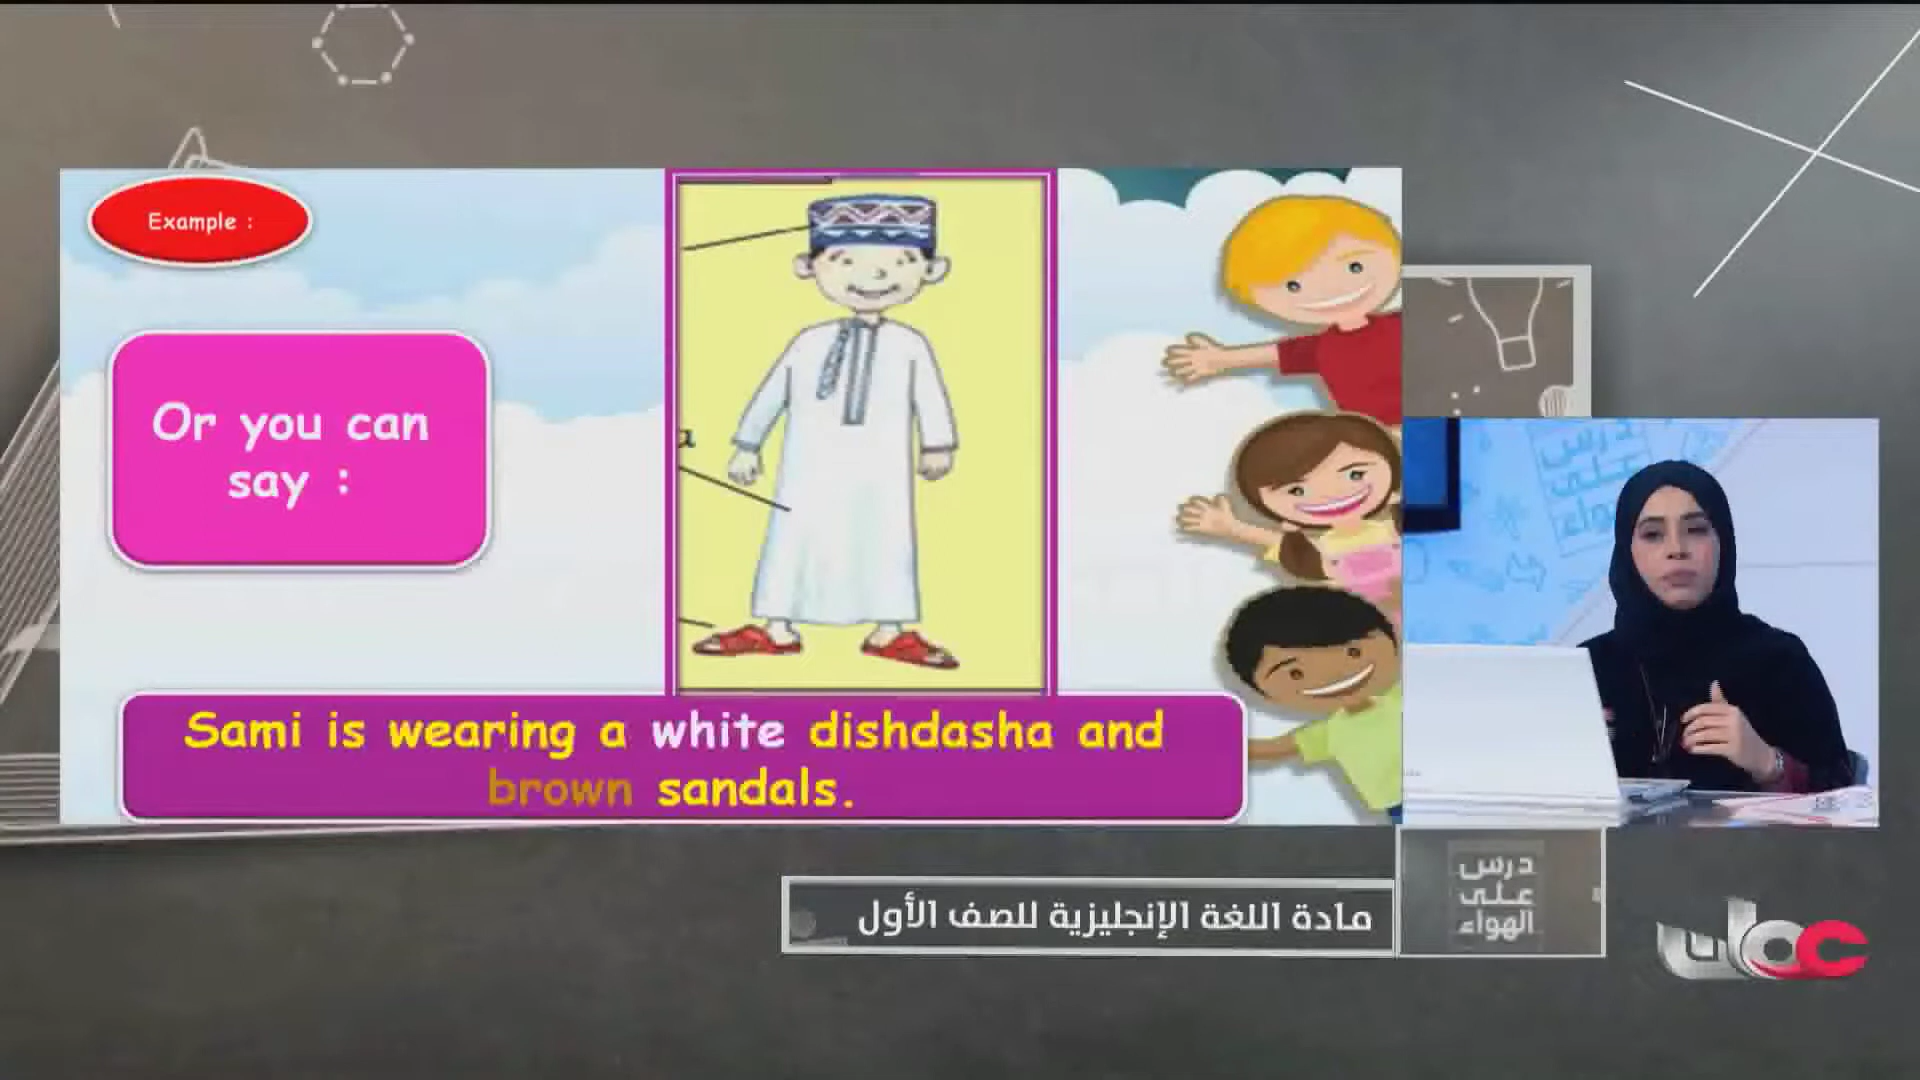 Example :
Or you can
say :
a
Sami is wearing a white dishdasha and
brown sandals.
درس
على
الهواء
مادة اللغة الإنجليزية للصف الأول
درس
على
الهواء
عمان